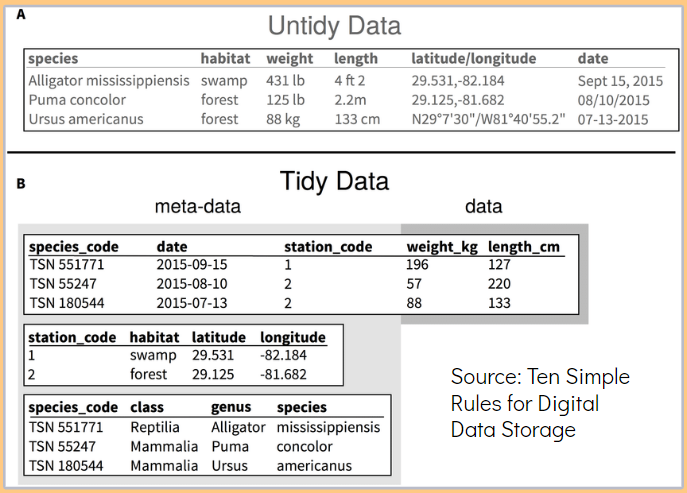 A
Untidy Data
species habitat weight length latitude/longitude date
Alligator mississippiensis swamp 431 lb 4 ft 2 29.531,-82.184 Sept 15, 2015
Puma concolor forest 125 lb 2.2m 29.125,-81.682 08/10/2015
Ursus americanus forest 88 kg 133 cm N29°7'30"/W81°40'55.2" 07-13-2015
B
Tidy Data
meta-data data
species_code date station_code weight_kg length_cm
TSN 551771 2015-09-15 1 196 127
TSN 55247 2015-08-10 2 57 220
TSN 180544 2015-07-13 2 88 133
station_code habitat latitude longitude
1 swamp 29.531 -82.184
2 forest 29.125 -81.682
species_code class genus species
TSN 551771 Reptilia Alligator mississippiensis
TSN 55247 Mammalia Puma concolor
TSN 180544 Mammalia Ursus americanus
Source: Ten Simple
Rules for Digital
Data Storage